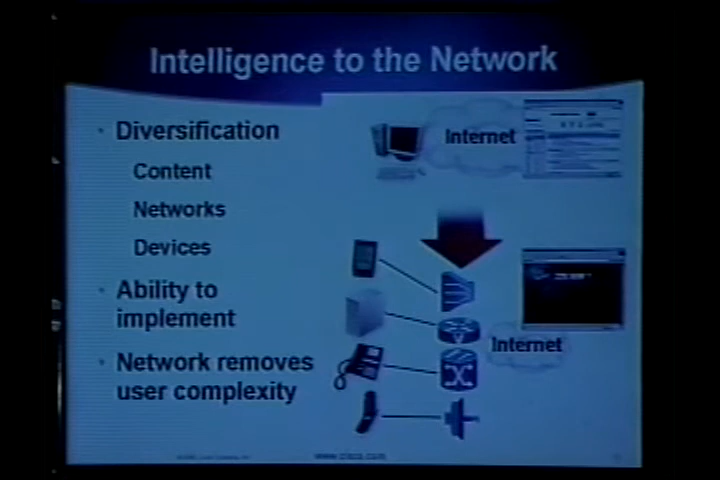 Intelligence to the Network
Diversification
Content
Networks
Devices
Ability to
implement
Network removes
user complexity
Internet
Internet
www.cisco.com